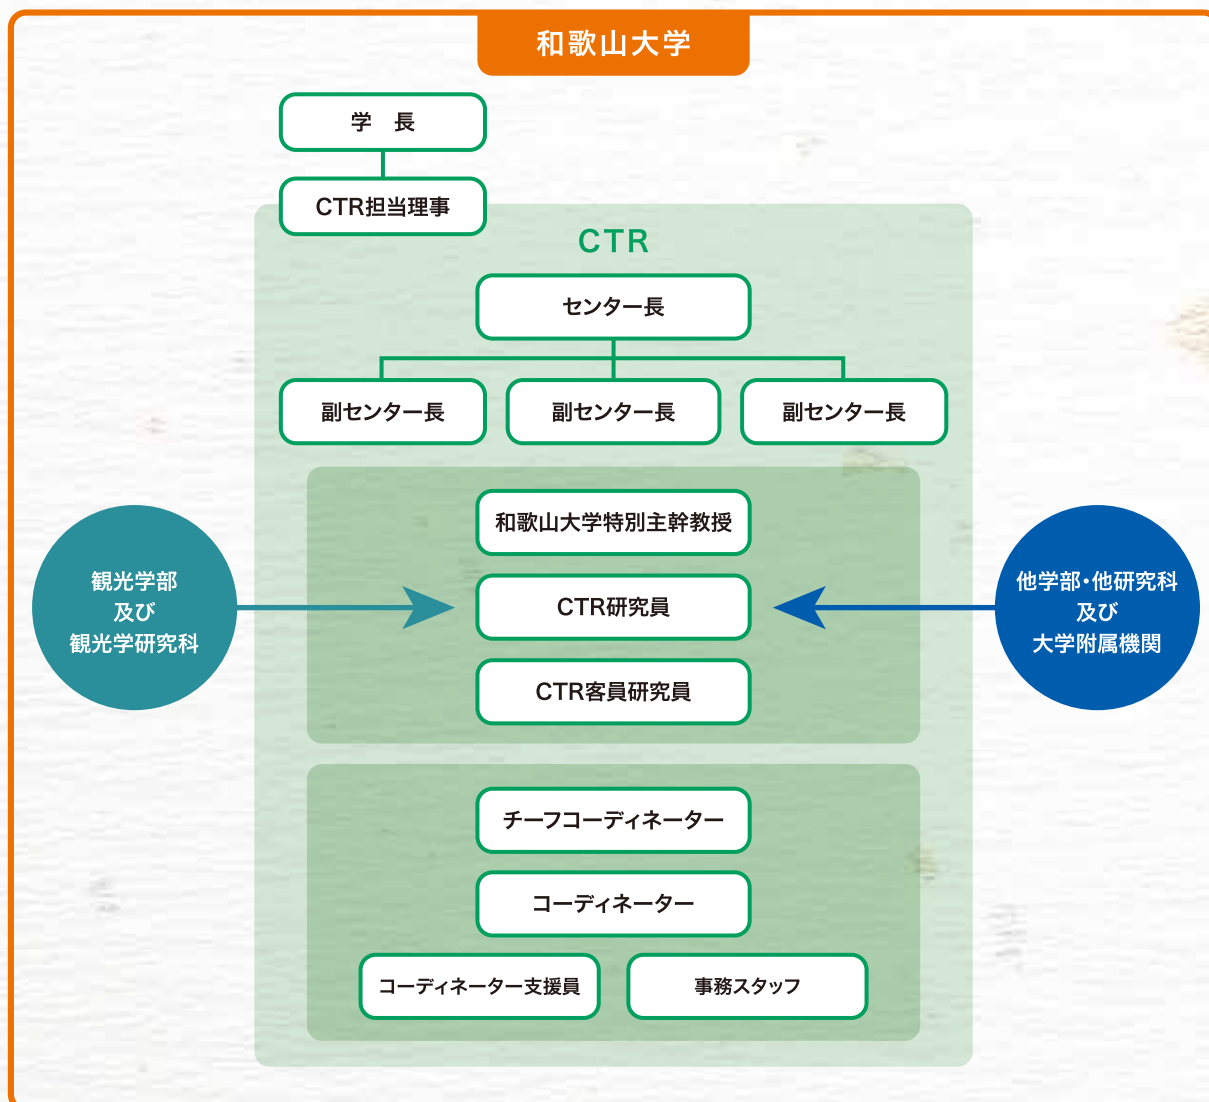 和歌山大学
学　長
CTR担当理事
CTR
センター長
副センター長
副センター長
副センター長
和歌山大学特別主幹教授
CTR研究員
CTR客員研究員
観光学部
及び
観光学研究科
他学部・他研究科
及び
大学附属機関
チーフコーディネーター
コーディネーター
コーディネーター支援員
事務スタッフ